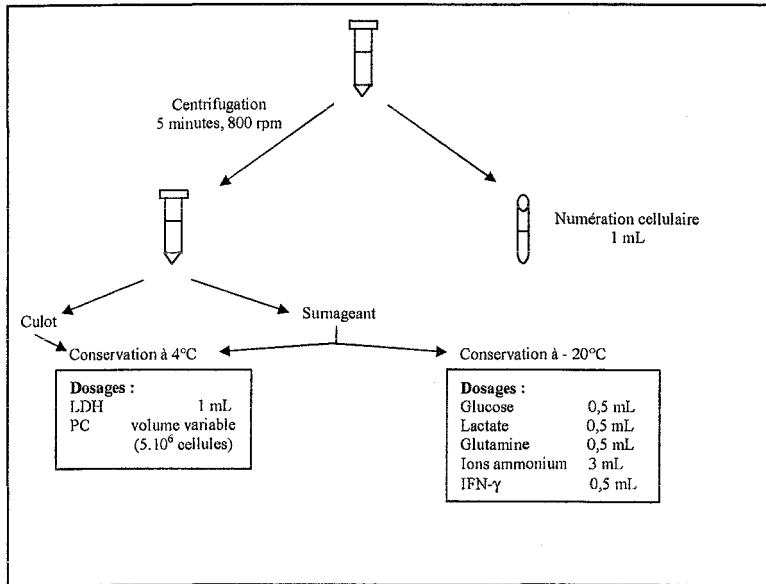 Centrifugation
5 minutes, 800 rpm
Numération cellulaire
1 mL
Culot
Surnageant
Conservation à 4°C
Conservation à - 20°C
Dosages :
LDH 1 mL
PC volume variable
(5.10⁶ cellules)
Dosages :
Glucose 0,5 mL
Lactate 0,5 mL
Glutamine 0,5 mL
Ions ammonium 3 mL
IFN-γ 0,5 mL